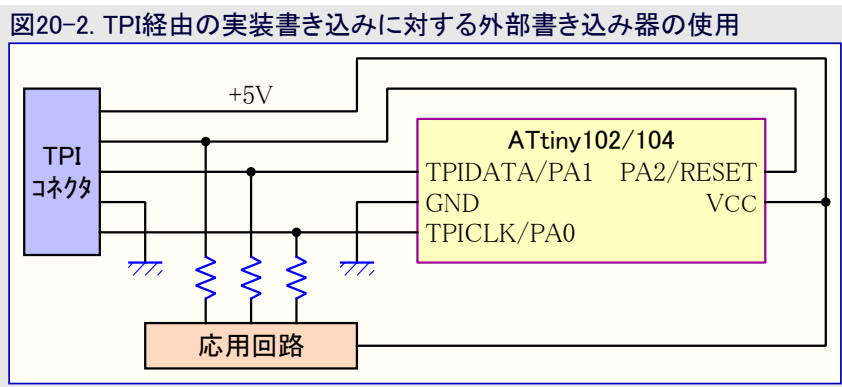 図20-2. TPI経由の実装書き込みに対する外部書き込み器の使用
+5V
TPI
コネクタ
ATtiny102/104
TPIDATA/PA1 PA2/RESET
GND VCC
TPICLK/PA0
応用回路